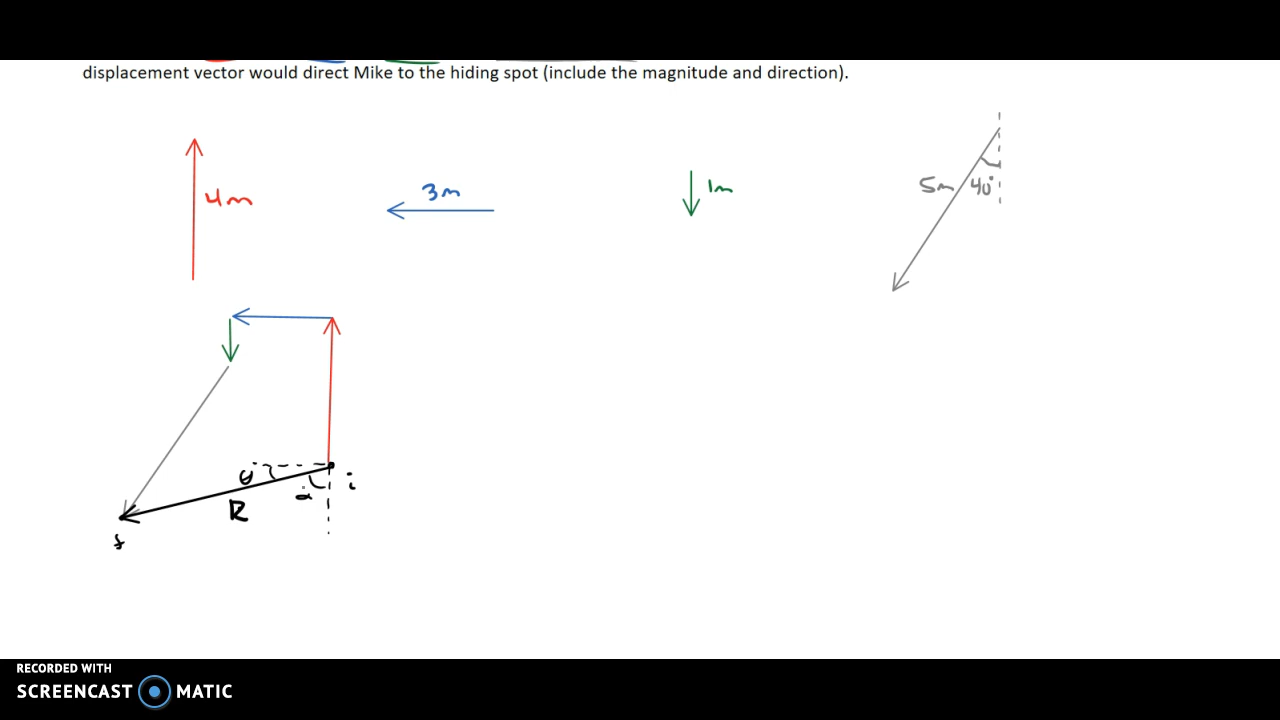 displacement vector would direct Mike to the hiding spot (include the magnitude and direction).
4m
3m
1m
5m
40°
θ
α
i
R
f
RECORDED WITH
SCREENCAST MATIC